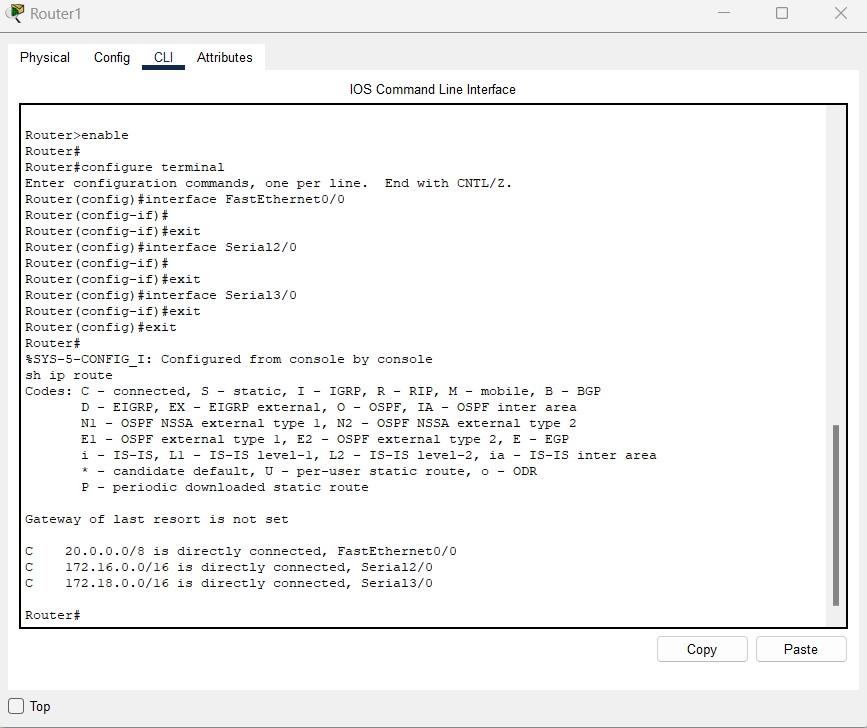 Router1
Physical Config CLI Attributes
IOS Command Line Interface
Router>enable
Router#
Router#configure terminal
Enter configuration commands, one per line.  End with CNTL/Z.
Router(config)#interface FastEthernet0/0
Router(config-if)#
Router(config-if)#exit
Router(config)#interface Serial2/0
Router(config-if)#
Router(config-if)#exit
Router(config)#interface Serial3/0
Router(config-if)#exit
Router(config)#exit
Router#
%SYS-5-CONFIG_I: Configured from console by console
sh ip route
Codes: C - connected, S - static, I - IGRP, R - RIP, M - mobile, B - BGP
       D - EIGRP, EX - EIGRP external, O - OSPF, IA - OSPF inter area
       N1 - OSPF NSSA external type 1, N2 - OSPF NSSA external type 2
       E1 - OSPF external type 1, E2 - OSPF external type 2, E - EGP
       i - IS-IS, L1 - IS-IS level-1, L2 - IS-IS level-2, ia - IS-IS inter area
       * - candidate default, U - per-user static route, o - ODR
       P - periodic downloaded static route
Gateway of last resort is not set
C    20.0.0.0/8 is directly connected, FastEthernet0/0
C    172.16.0.0/16 is directly connected, Serial2/0
C    172.18.0.0/16 is directly connected, Serial3/0
Router#
Copy Paste
Top